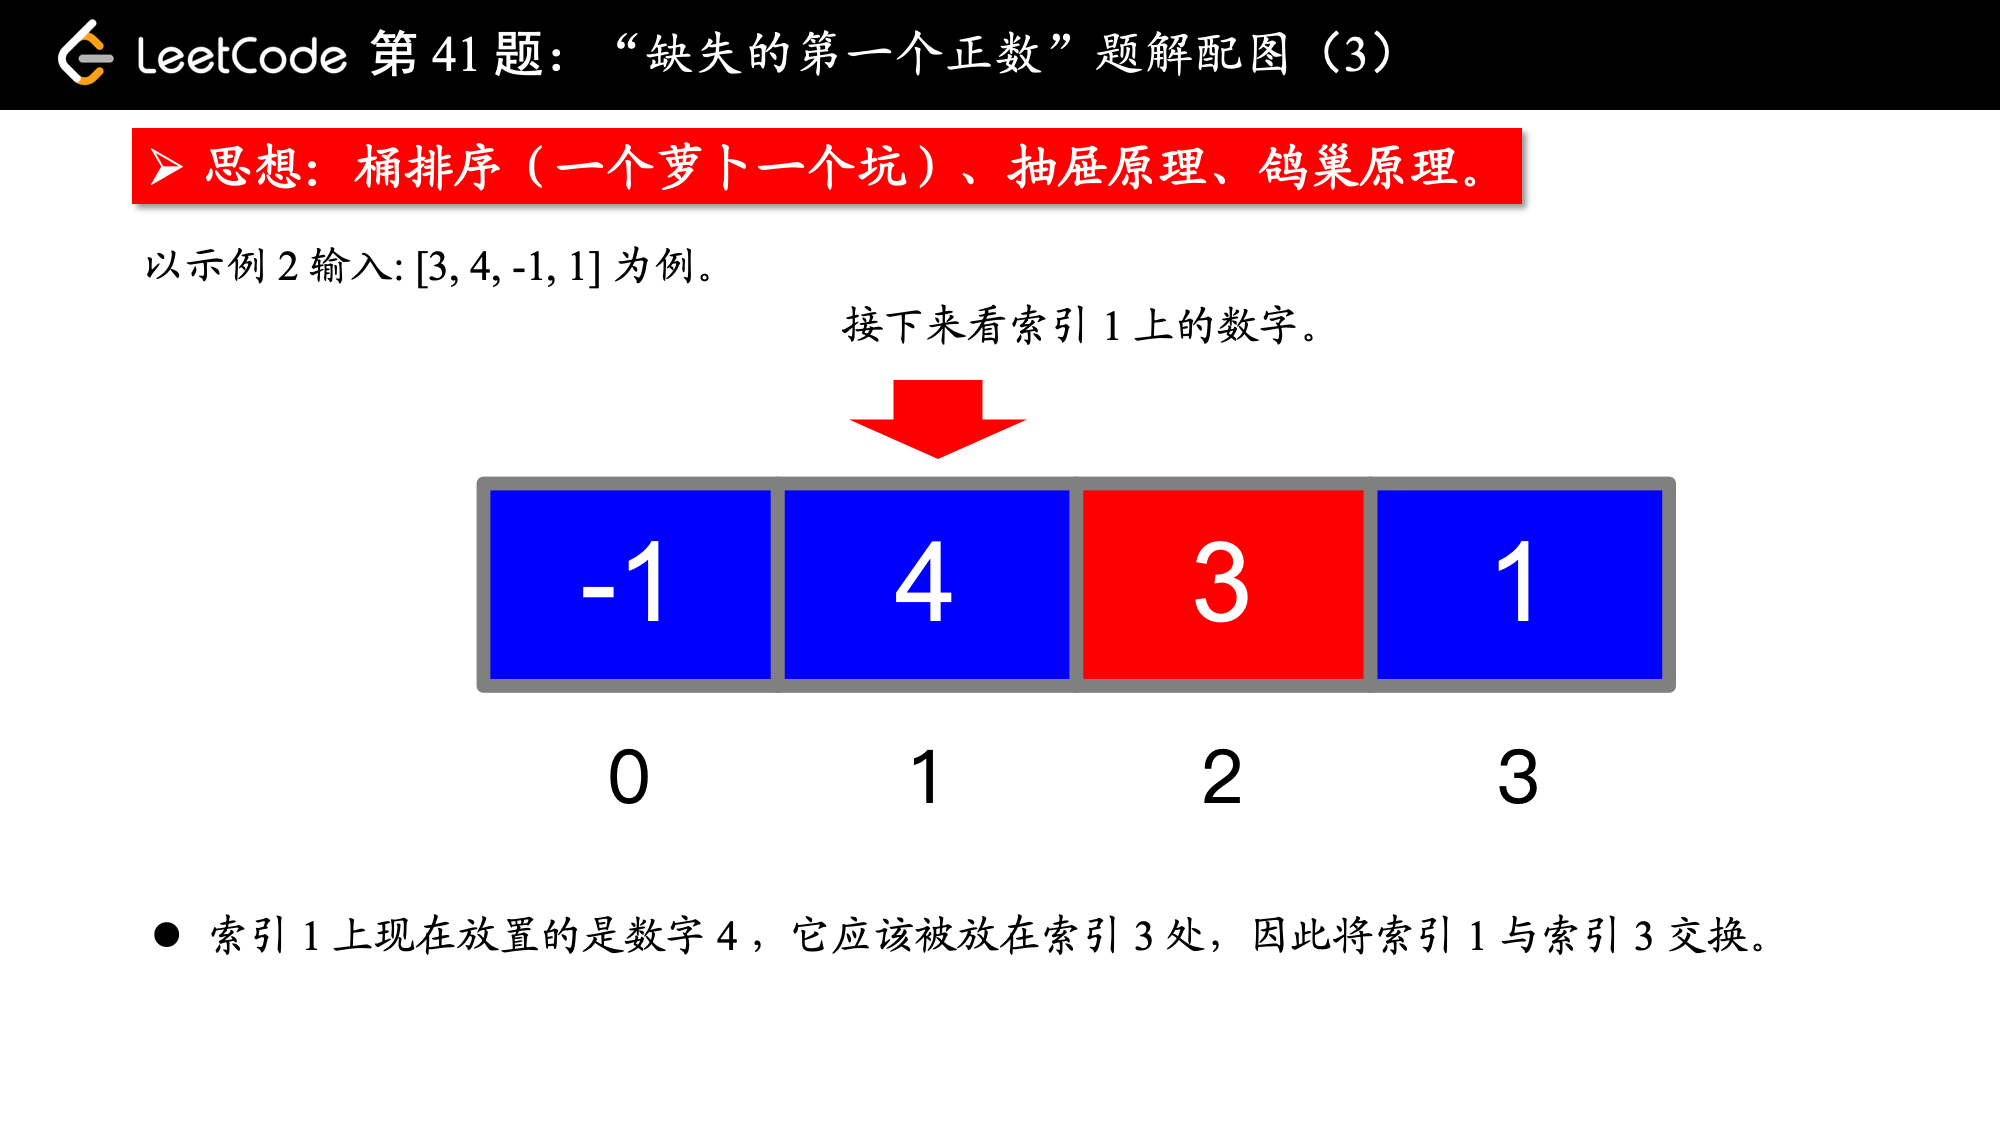 LeetCode 第 41 题：“缺失的第一个正数”题解配图（3）
思想：桶排序（一个萝卜一个坑）、抽屉原理、鸽巢原理。
以示例 2 输入: [3, 4, -1, 1] 为例。
接下来看索引 1 上的数字。
-1 4 3 1
0 1 2 3
索引 1 上现在放置的是数字 4 ，它应该被放在索引 3 处，因此将索引 1 与索引 3 交换。